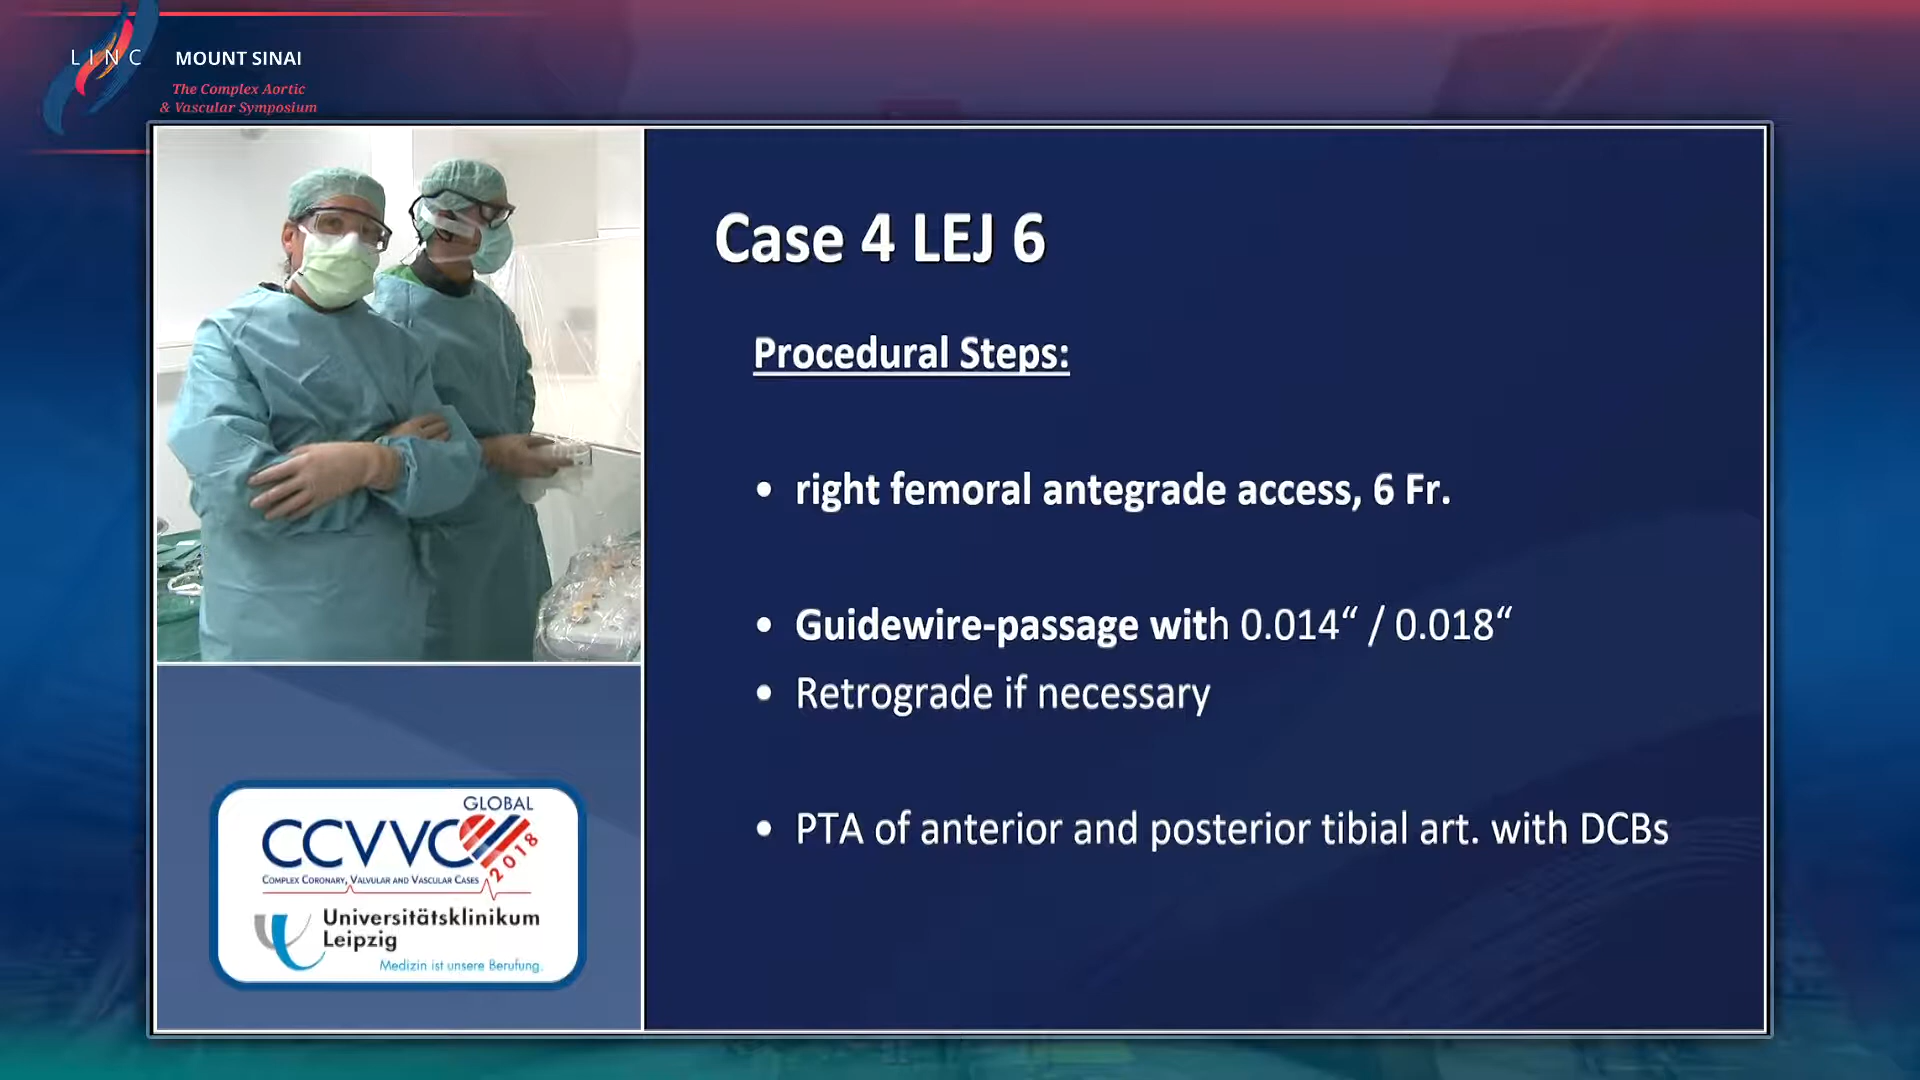 LINC
MOUNT SINAI
The Complex Aortic
& Vascular Symposium
Case 4 LEJ 6
Procedural Steps:
• right femoral antegrade access, 6 Fr.
• Guidewire-passage with 0.014“ / 0.018“
• Retrograde if necessary
• PTA of anterior and posterior tibial art. with DCBs
GLOBAL
CCVVC
2018
COMPLEX CORONARY, VALVULAR AND VASCULAR CASES
Universitätsklinikum
Leipzig
Medizin ist unsere Berufung.